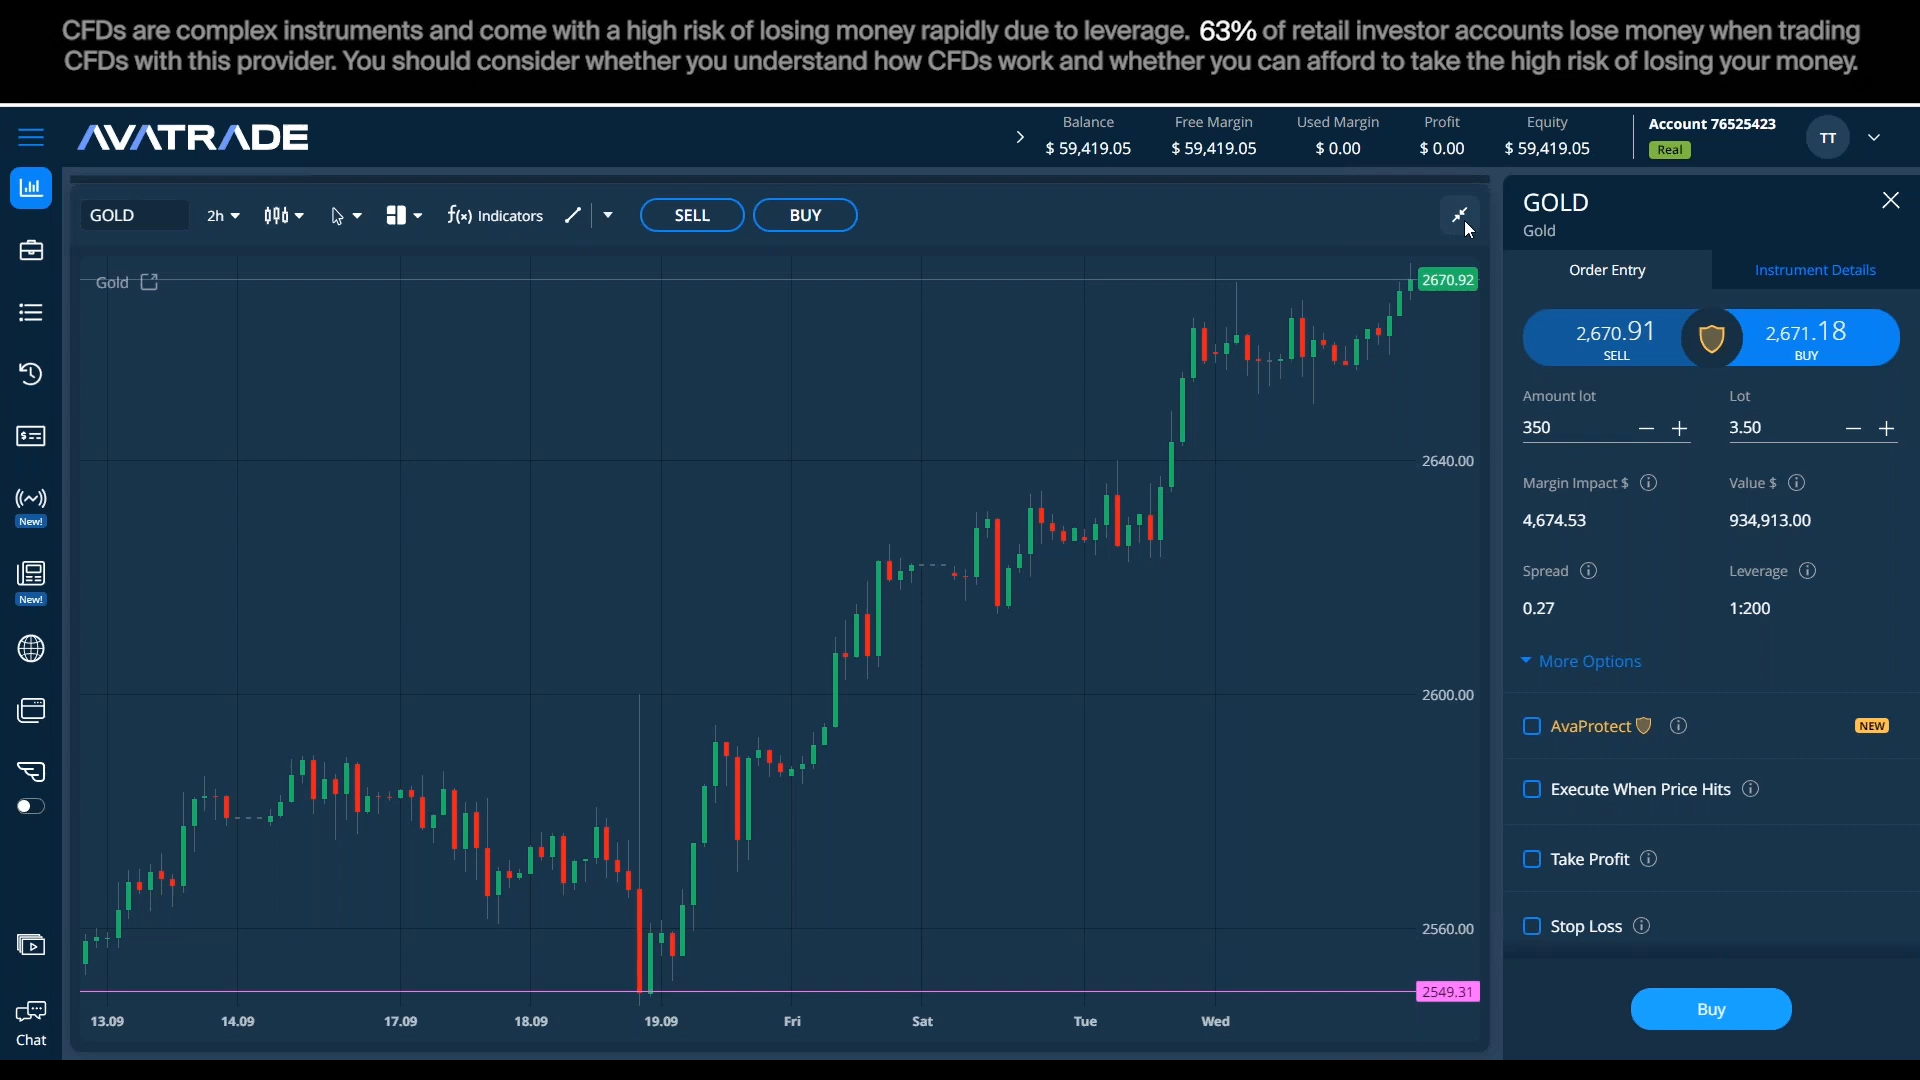 CFDs are complex instruments and come with a high risk of losing money rapidly due to leverage. 63% of retail investor accounts lose money when trading
CFDs with this provider. You should consider whether you understand how CFDs work and whether you can afford to take the high risk of losing your money.
AVATRADE
Balance
$ 59,419.05
Free Margin
$ 59,419.05
Used Margin
$ 0.00
Profit
$ 0.00
Equity
$ 59,419.05
Account 76525423
Real
TT
GOLD
2h
f(x) Indicators
SELL
BUY
Gold
2670.92
2640.00
2600.00
2560.00
2549.31
13.09
14.09
17.09
18.09
19.09
Fri
Sat
Tue
Wed
New!
New!
Chat
GOLD
Gold
Order Entry
Instrument Details
2,670.91
SELL
2,671.18
BUY
Amount lot
350
Lot
3.50
Margin Impact $
4,674.53
Value $
934,913.00
Spread
0.27
Leverage
1:200
More Options
AvaProtect
NEW
Execute When Price Hits
Take Profit
Stop Loss
Buy